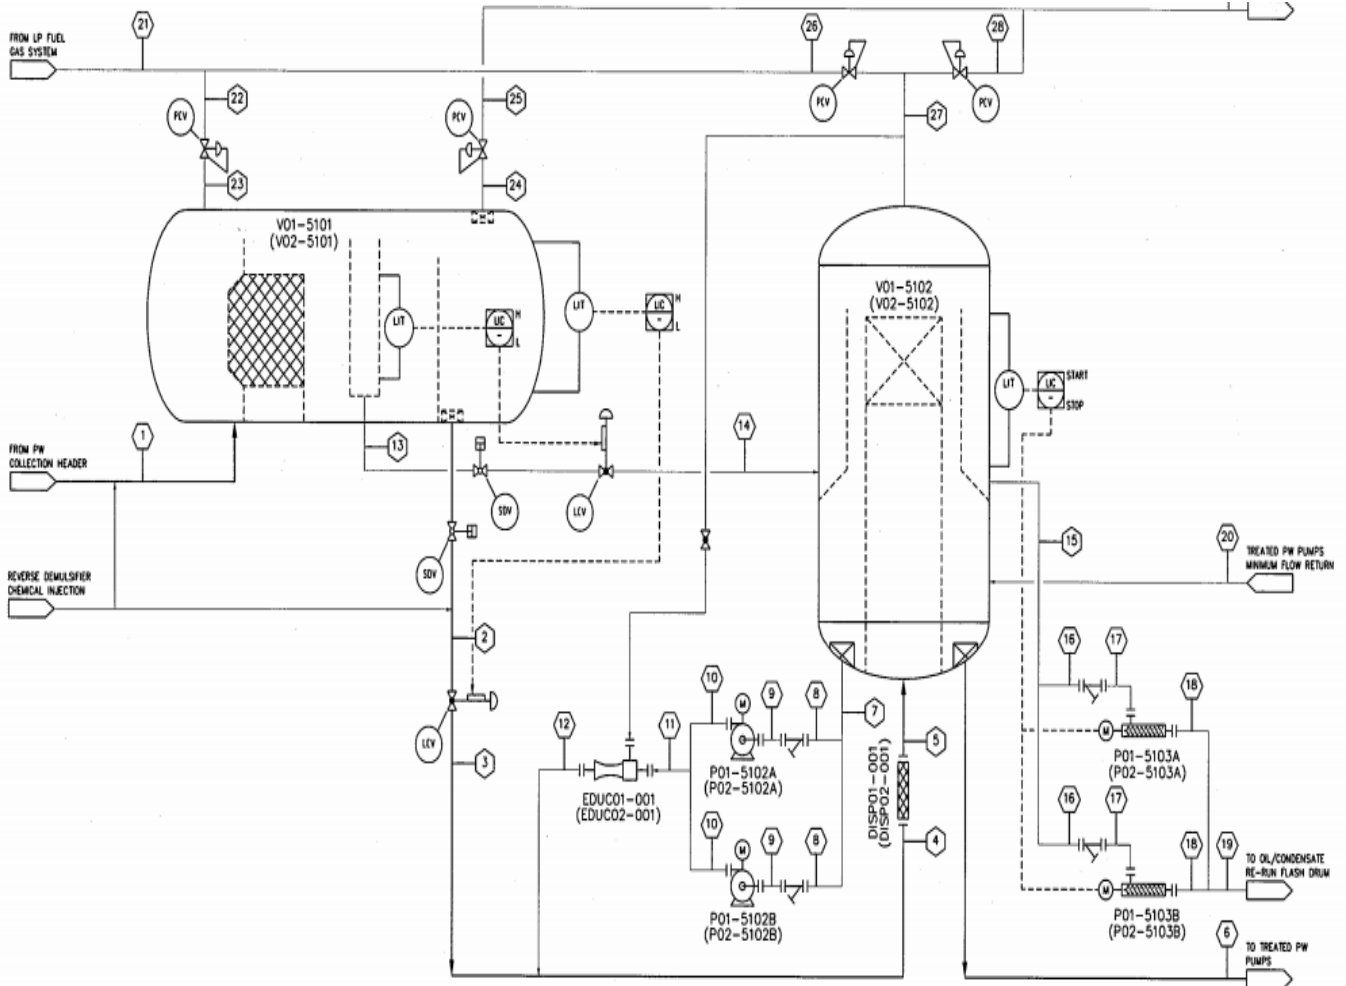 21
26
28
FROM LP FUEL
GAS SYSTEM
22
25
PCV
PCV
PCV
PCV
27
23
24
V01-5101
(V02-5101)
V01-5102
(V02-5102)
LIT
LIC
H
L
LIT
LIC
H
L
LIT
LIC
START
STOP
1
13
14
FROM PW
COLLECTION HEADER
SDV
LCV
15
20
TREATED PW PUMPS
MINIMUM FLOW RETURN
SDV
REVERSE DEMULSIFIER
CHEMICAL INJECTION
2
16
17
18
10
9
8
7
M
12
11
5
LCV
3
M
P01-5102A
(P02-5102A)
P01-5103A
(P02-5103A)
EDUC01-001
(EDUC02-001)
DISP01-001
(DISP02-001)
16
17
10
9
8
4
M
18
19
TO OIL/CONDENSATE
RE-RUN FLASH DRUM
M
P01-5102B
(P02-5102B)
P01-5103B
(P02-5103B)
6
TO TREATED PW
PUMPS